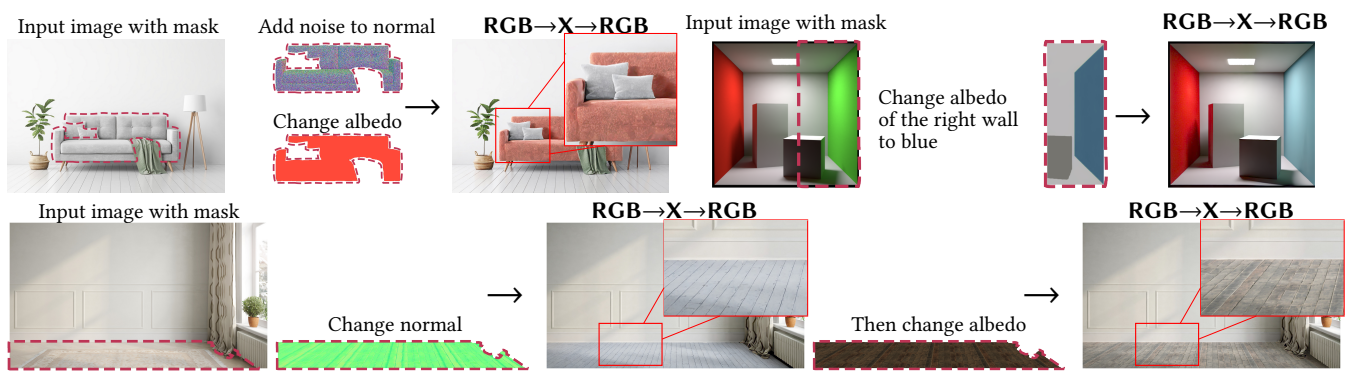 Input image with mask
Add noise to normal
Change albedo
RGB→X→RGB
Input image with mask
Change albedo
of the right wall
to blue
RGB→X→RGB
Input image with mask
Change normal
RGB→X→RGB
Then change albedo
RGB→X→RGB